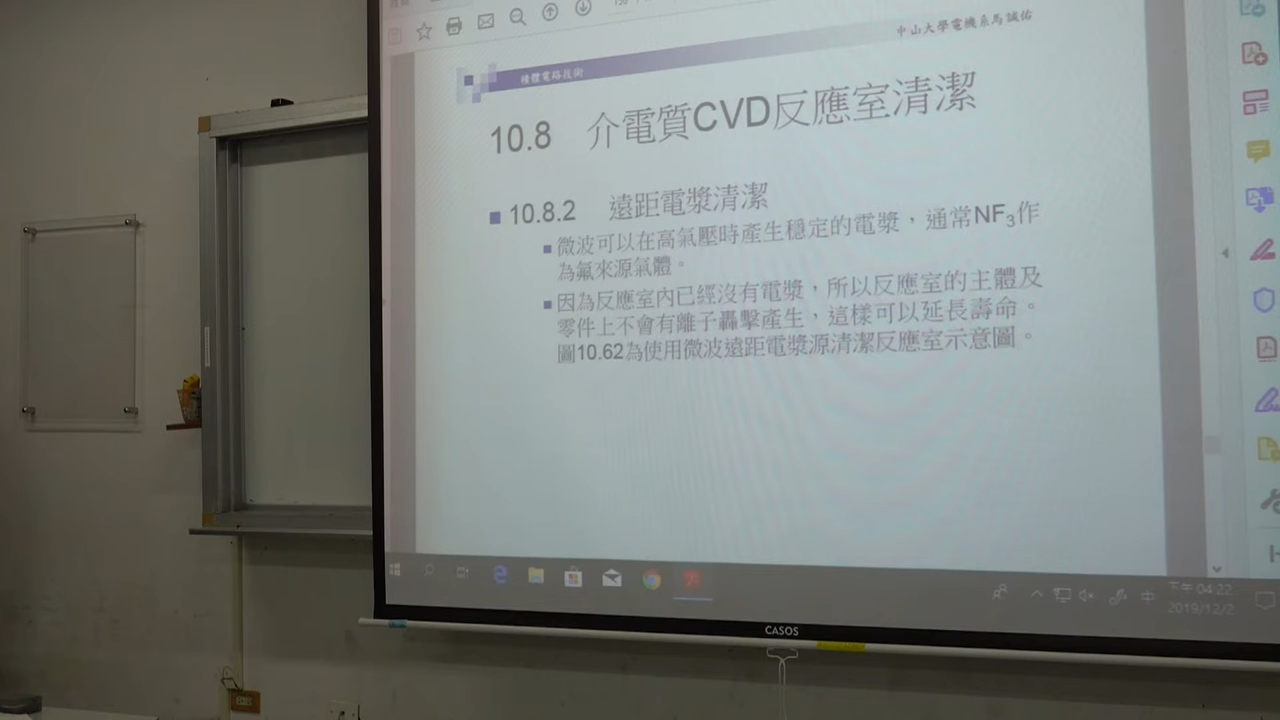 中山大學電機系馬誠佑
積體電路技術
10.8 介電質CVD反應室清潔
10.8.2 遠距電漿清潔
微波可以在高氣壓時產生穩定的電漿，通常NF3作
為氟來源氣體。
因為反應室內已經沒有電漿，所以反應室的主體及
零件上不會有離子轟擊產生，這樣可以延長壽命。
圖10.62為使用微波遠距電漿源清潔反應室示意圖。
中
下午 04:22
2019/12/2
CASOS